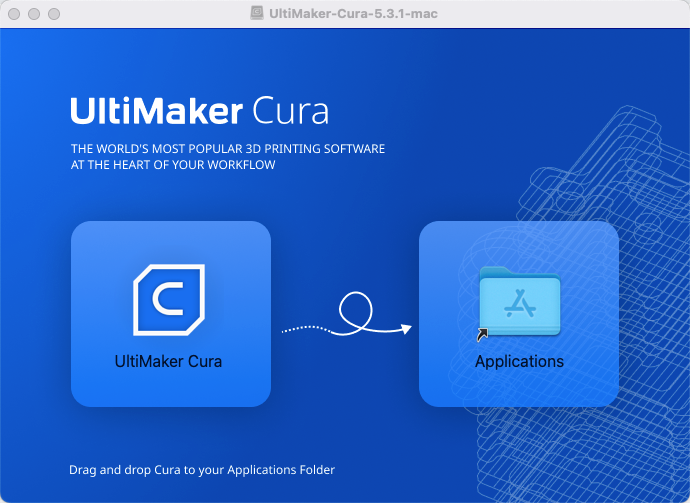 UltiMaker-Cura-5.3.1-mac
UltiMaker Cura
THE WORLD'S MOST POPULAR 3D PRINTING SOFTWARE
AT THE HEART OF YOUR WORKFLOW
UltiMaker Cura
Applications
Drag and drop Cura to your Applications Folder